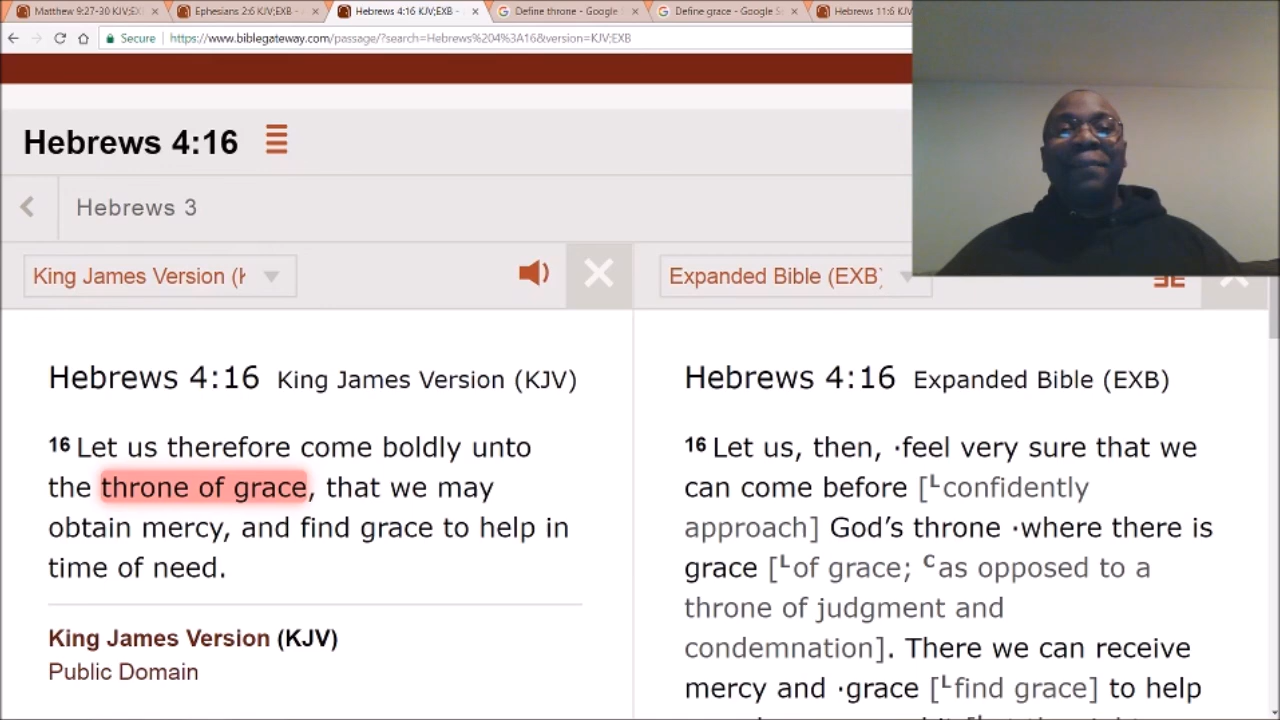 Matthew 9:27-30 KJV;EX
Ephesians 2:6 KJV;EXB -
Hebrews 4:16 KJV;EXB -
Define throne - Google
Define grace - Google S
Hebrews 11:6 KJV
Secure
https://www.biblegateway.com/passage/?search=Hebrews%204%3A16&version=KJV;EXB
Hebrews 4:16
Hebrews 3
King James Version (K
Expanded Bible (EXB)
Hebrews 4:16 King James Version (KJV)
16 Let us therefore come boldly unto
the throne of grace, that we may
obtain mercy, and find grace to help in
time of need.
King James Version (KJV)
Public Domain
Hebrews 4:16 Expanded Bible (EXB)
16 Let us, then, ·feel very sure that we
can come before [Lconfidently
approach] God’s throne ·where there is
grace [Lof grace; Cas opposed to a
throne of judgment and
condemnation]. There we can receive
mercy and ·grace [Lfind grace] to help